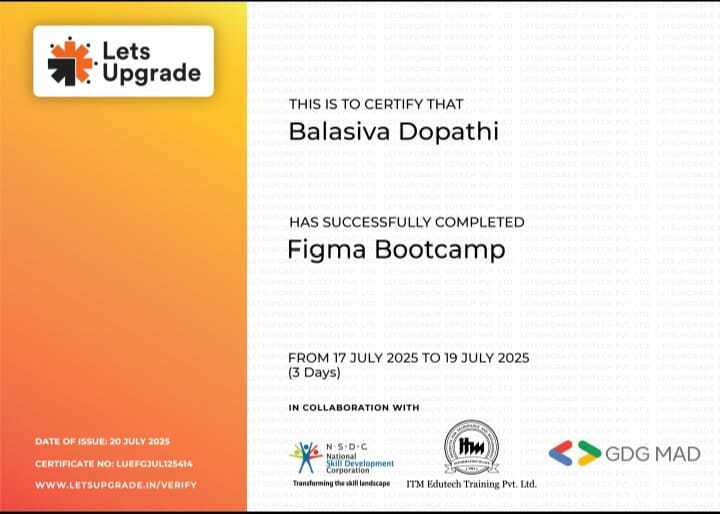 Lets
Upgrade
THIS IS TO CERTIFY THAT
Balasiva Dopathi
HAS SUCCESSFULLY COMPLETED
Figma Bootcamp
FROM 17 JULY 2025 TO 19 JULY 2025
(3 Days)
IN COLLABORATION WITH
N·S·D·C
National
Skill Development
Corporation
Transforming the skill landscape
itm
ITM Edutech Training Pvt. Ltd.
GDG MAD
DATE OF ISSUE: 20 JULY 2025
CERTIFICATE NO: LUEFGJUL125414
WWW.LETSUPGRADE.IN/VERIFY